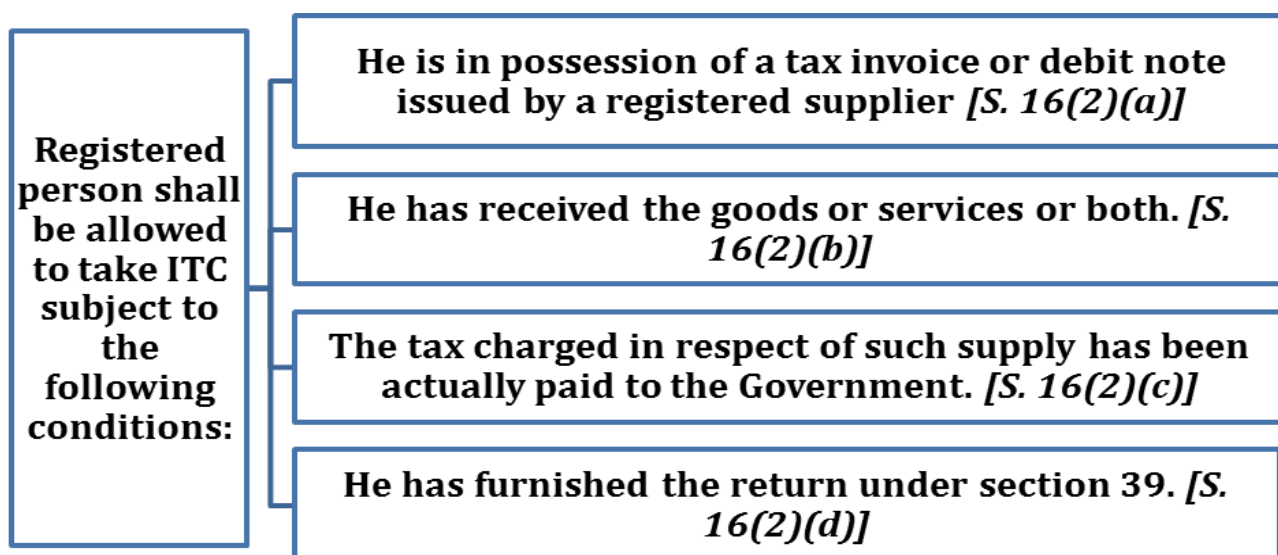 Registered
person shall
be allowed
to take ITC
subject to
the
following
conditions:
He is in possession of a tax invoice or debit note
issued by a registered supplier [S. 16(2)(a)]
He has received the goods or services or both. [S.
16(2)(b)]
The tax charged in respect of such supply has been
actually paid to the Government. [S. 16(2)(c)]
He has furnished the return under section 39. [S.
16(2)(d)]